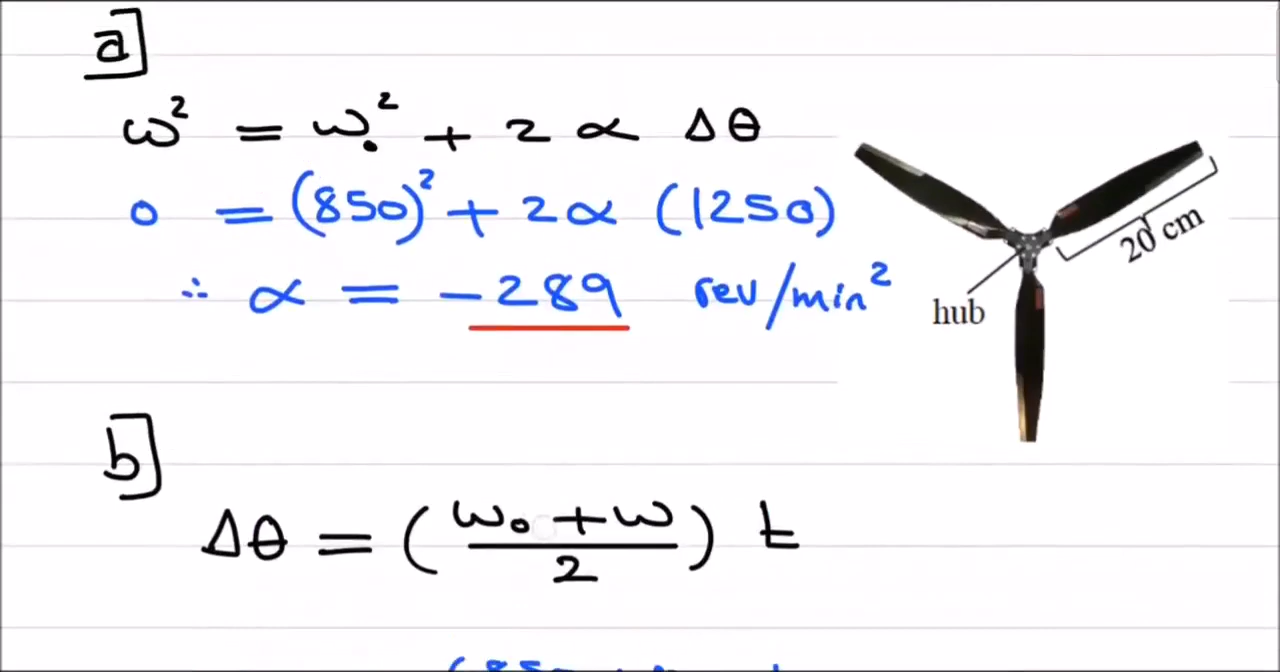 a]
ω² = ω₀² + 2 α Δθ
0 = (850)² + 2α (1250)
∴ α = -289 rev/min²
20 cm
hub
b]
Δθ = (ω₀ + ω / 2) t